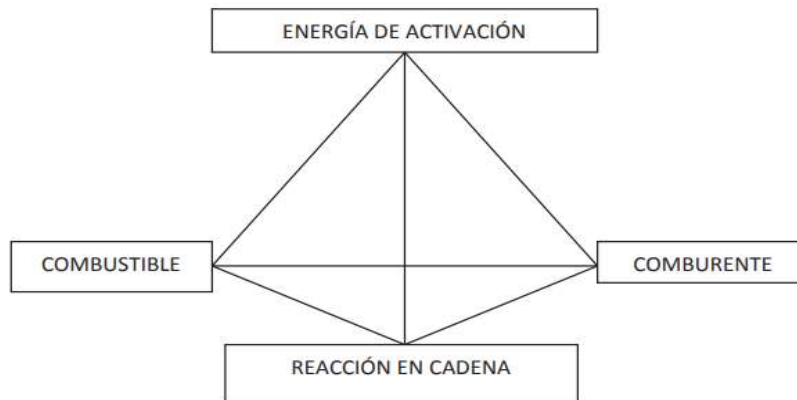 ENERGÍA DE ACTIVACIÓN
COMBUSTIBLE
COMBURENTE
REACCIÓN EN CADENA